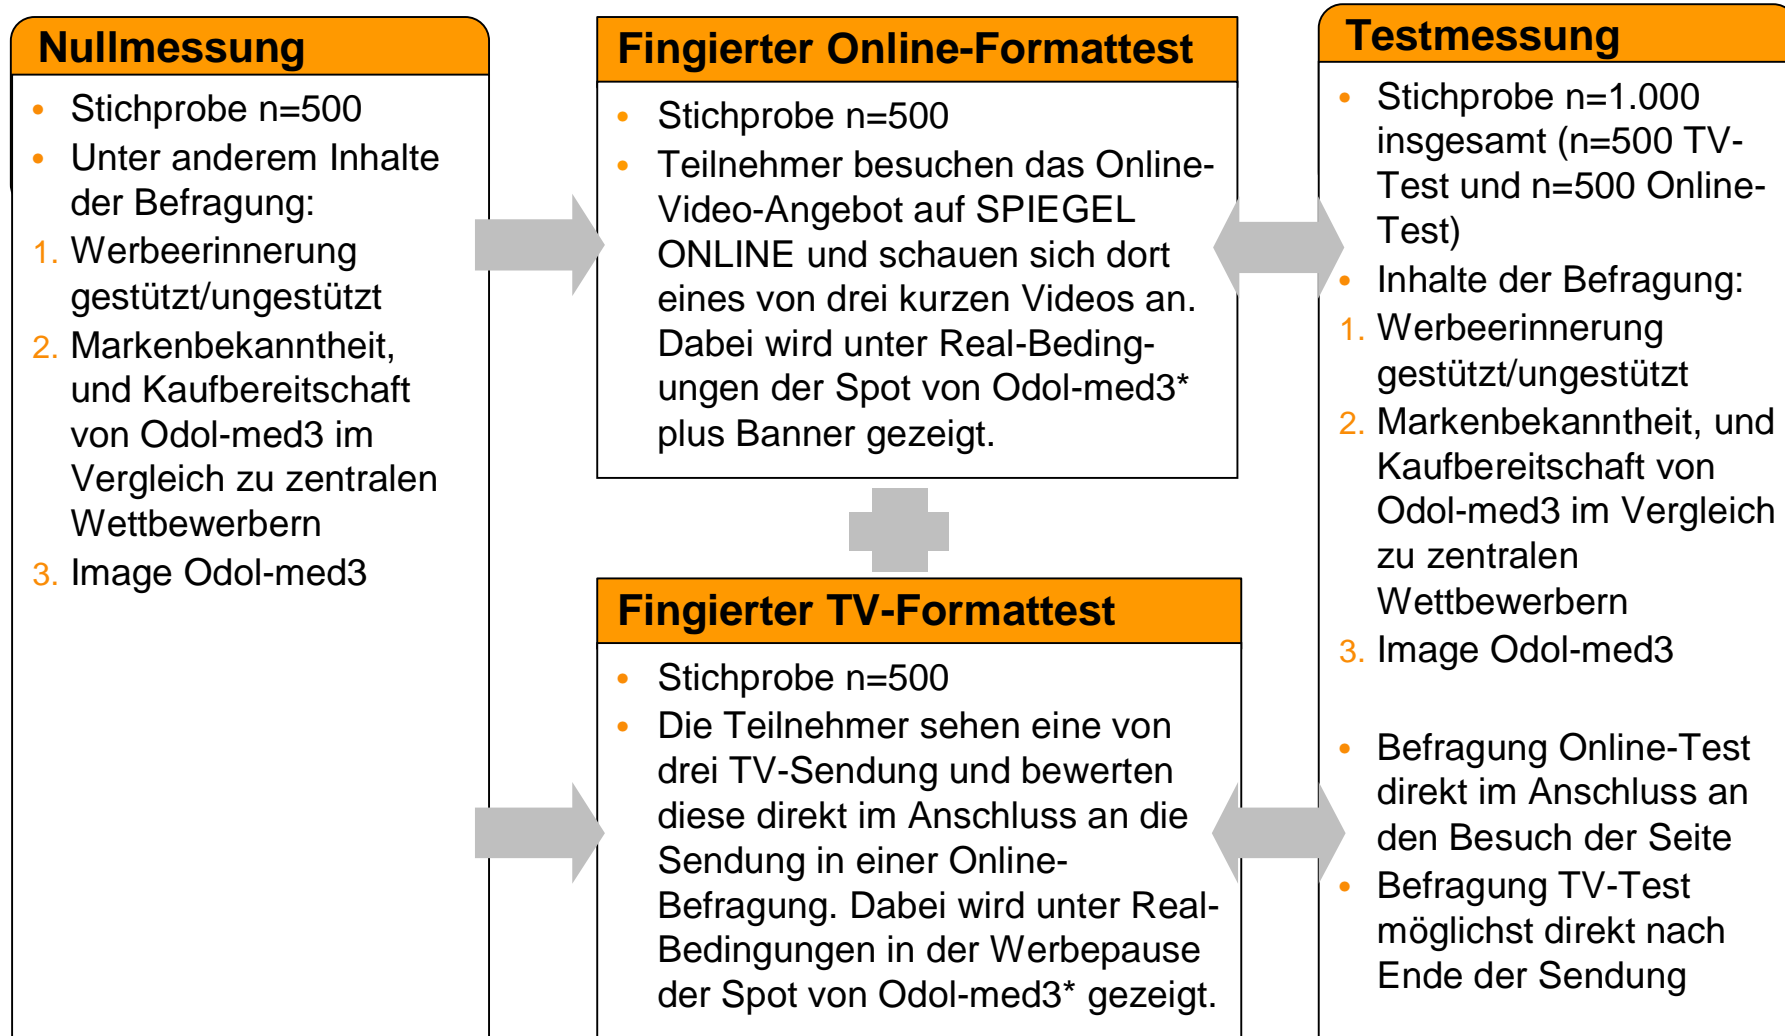 Nullmessung
• Stichprobe n=500
• Unter anderem Inhalte
der Befragung:
1. Werbeerinnerung
gestützt/ungestützt
2. Markenbekanntheit,
und Kaufbereitschaft
von Odol-med3 im
Vergleich zu zentralen
Wettbewerbern
3. Image Odol-med3
Fingierter Online-Formattest
• Stichprobe n=500
• Teilnehmer besuchen das Online-
Video-Angebot auf SPIEGEL
ONLINE und schauen sich dort
eines von drei kurzen Videos an.
Dabei wird unter Real-Beding-
ungen der Spot von Odol-med3*
plus Banner gezeigt.
Fingierter TV-Formattest
• Stichprobe n=500
• Die Teilnehmer sehen eine von
drei TV-Sendung und bewerten
diese direkt im Anschluss an die
Sendung in einer Online-
Befragung. Dabei wird unter Real-
Bedingungen in der Werbepause
der Spot von Odol-med3* gezeigt.
Testmessung
• Stichprobe n=1.000
insgesamt (n=500 TV-
Test und n=500 Online-
Test)
• Inhalte der Befragung:
1. Werbeerinnerung
gestützt/ungestützt
2. Markenbekanntheit, und
Kaufbereitschaft von
Odol-med3 im Vergleich
zu zentralen
Wettbewerbern
3. Image Odol-med3
• Befragung Online-Test
direkt im Anschluss an
den Besuch der Seite
• Befragung TV-Test
möglichst direkt nach
Ende der Sendung